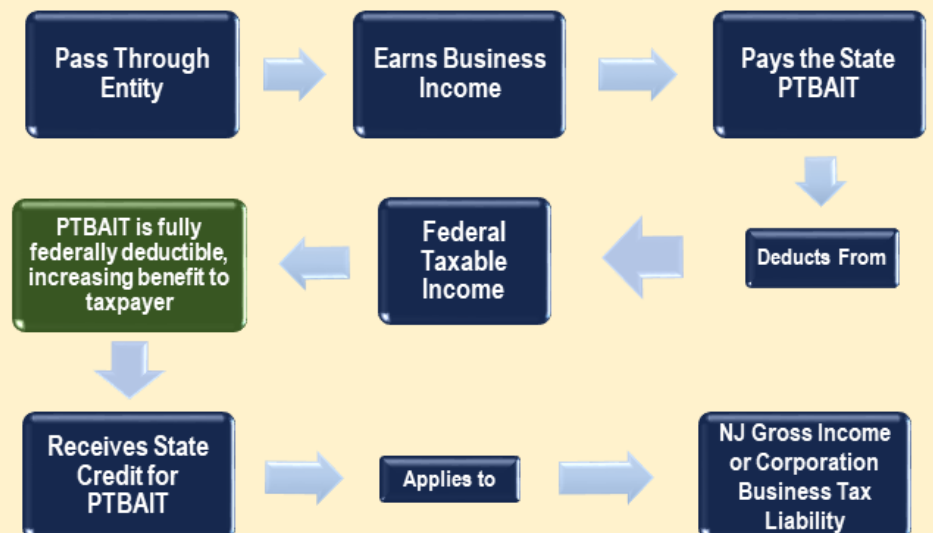 Pass Through
Entity
Earns Business
Income
Pays the State
PTBAIT
Deducts From
Federal
Taxable
Income
PTBAIT is fully
federally deductible,
increasing benefit to
taxpayer
Receives State
Credit for
PTBAIT
Applies to
NJ Gross Income
or Corporation
Business Tax
Liability